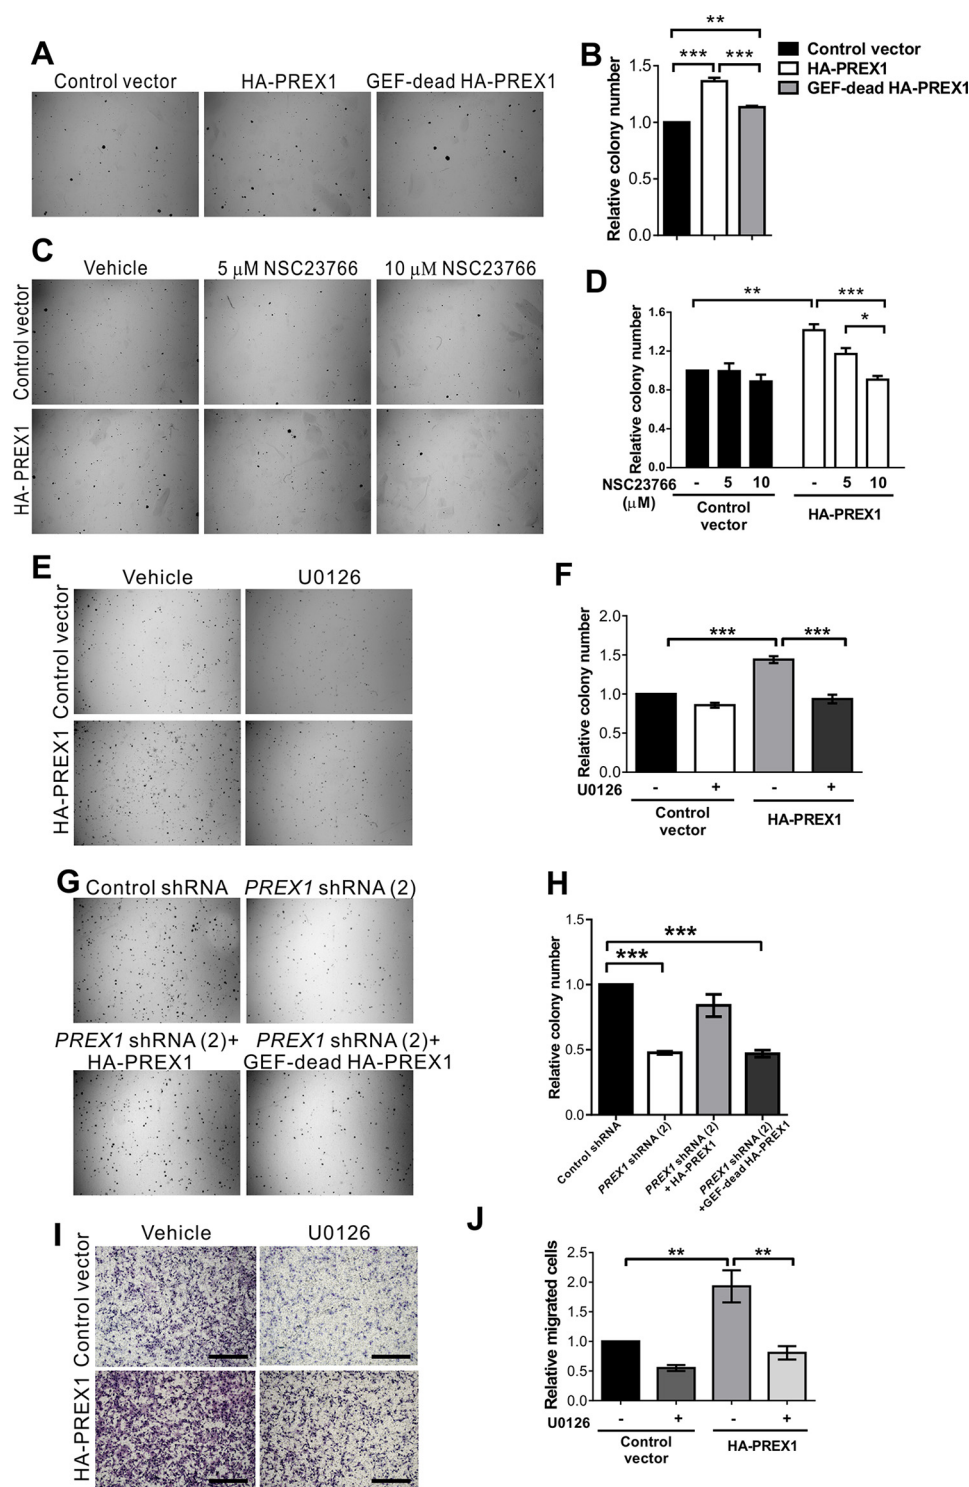 A
Control vector
HA-PREX1
GEF-dead HA-PREX1
B
Control vector
HA-PREX1
GEF-dead HA-PREX1
**
*** ***
Relative colony number
1.5
1.0
0.5
0.0
C
Vehicle
5 µM NSC23766
10 µM NSC23766
Control vector
HA- PREX1
D
** ***
*
Relative colony number
1.6
1.2
0.8
0.4
0.0
NSC23766 - 5 10 - 5 10
(µM)
Control
vector
HA-PREX1
E
Vehicle
U0126
Control vector
HA-PREX1
F
*** ***
Relative colony number
2.0
1.5
1.0
0.5
0.0
U0126 - + - +
Control
vector
HA-PREX1
G
Control shRNA
PREX1 shRNA (2)
PREX1 shRNA (2)+
HA-PREX1
PREX1 shRNA (2)+
GEF-dead HA-PREX1
H
***
***
Relative colony number
1.5
1.0
0.5
0.0
Control shRNA
PREX1 shRNA (2)
PREX1 shRNA (2)
+ HA-PREX1
PREX1 shRNA (2)
+GEF-dead HA-PREX1
I
Vehicle
U0126
Control vector
HA-PREX1
J
** **
Relative migrated cells
2.5
2.0
1.5
1.0
0.5
0.0
U0126 - + - +
Control
vector
HA-PREX1